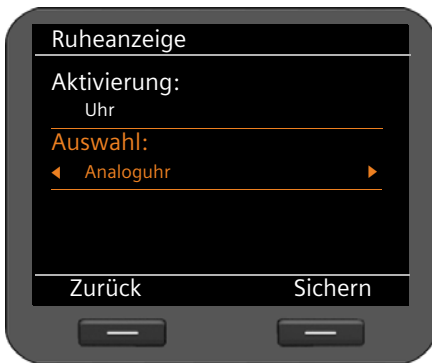 Ruheanzeige
Aktivierung:
Uhr
Auswahl:
Analoguhr
Zurück Sichern